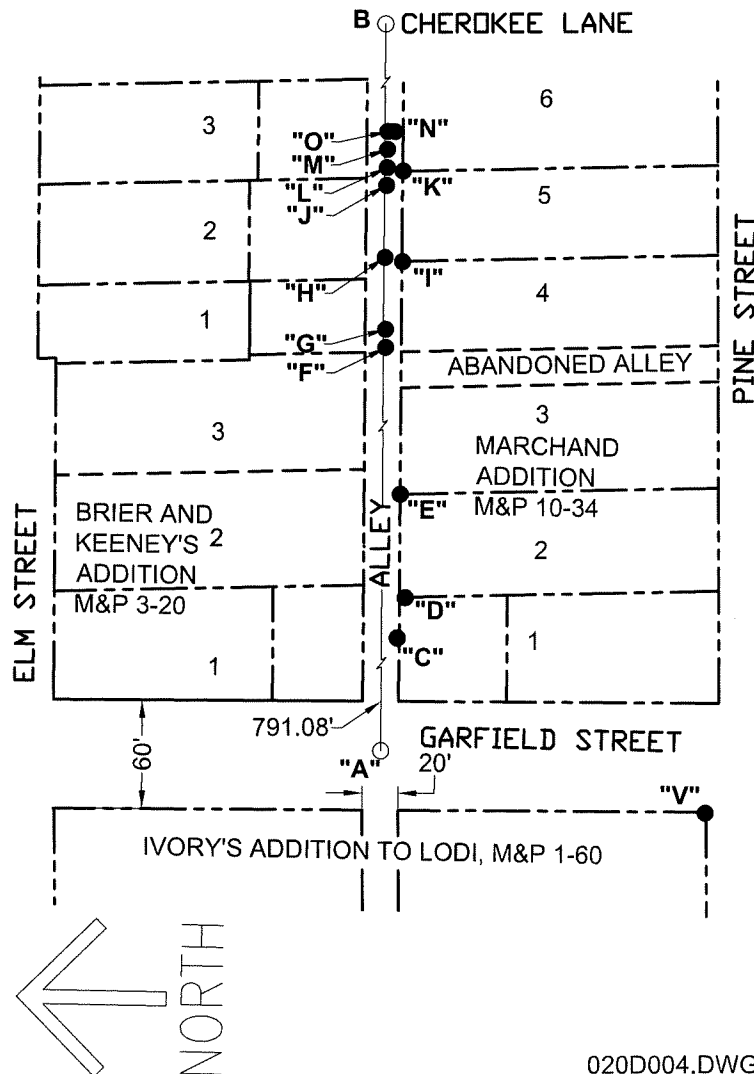 B CHEROKEE LANE
6
3
"O" "N"
"M"
"L" "K"
"J"
5
2
"H" "I"
4
1
"G"
"F"
ABANDONED ALLEY
PINE STREET
3
3
MARCHAND
ADDITION
M&P 10-34
"E"
ALLEY
BRIER AND
KEENEY'S 2
ADDITION
M&P 3-20
2
ELM STREET
"D"
"C"
1
1
791.08'
GARFIELD STREET
60'
"A"
20'
"V"
IVORY'S ADDITION TO LODI, M&P 1-60
NORTH
020D004.DWG